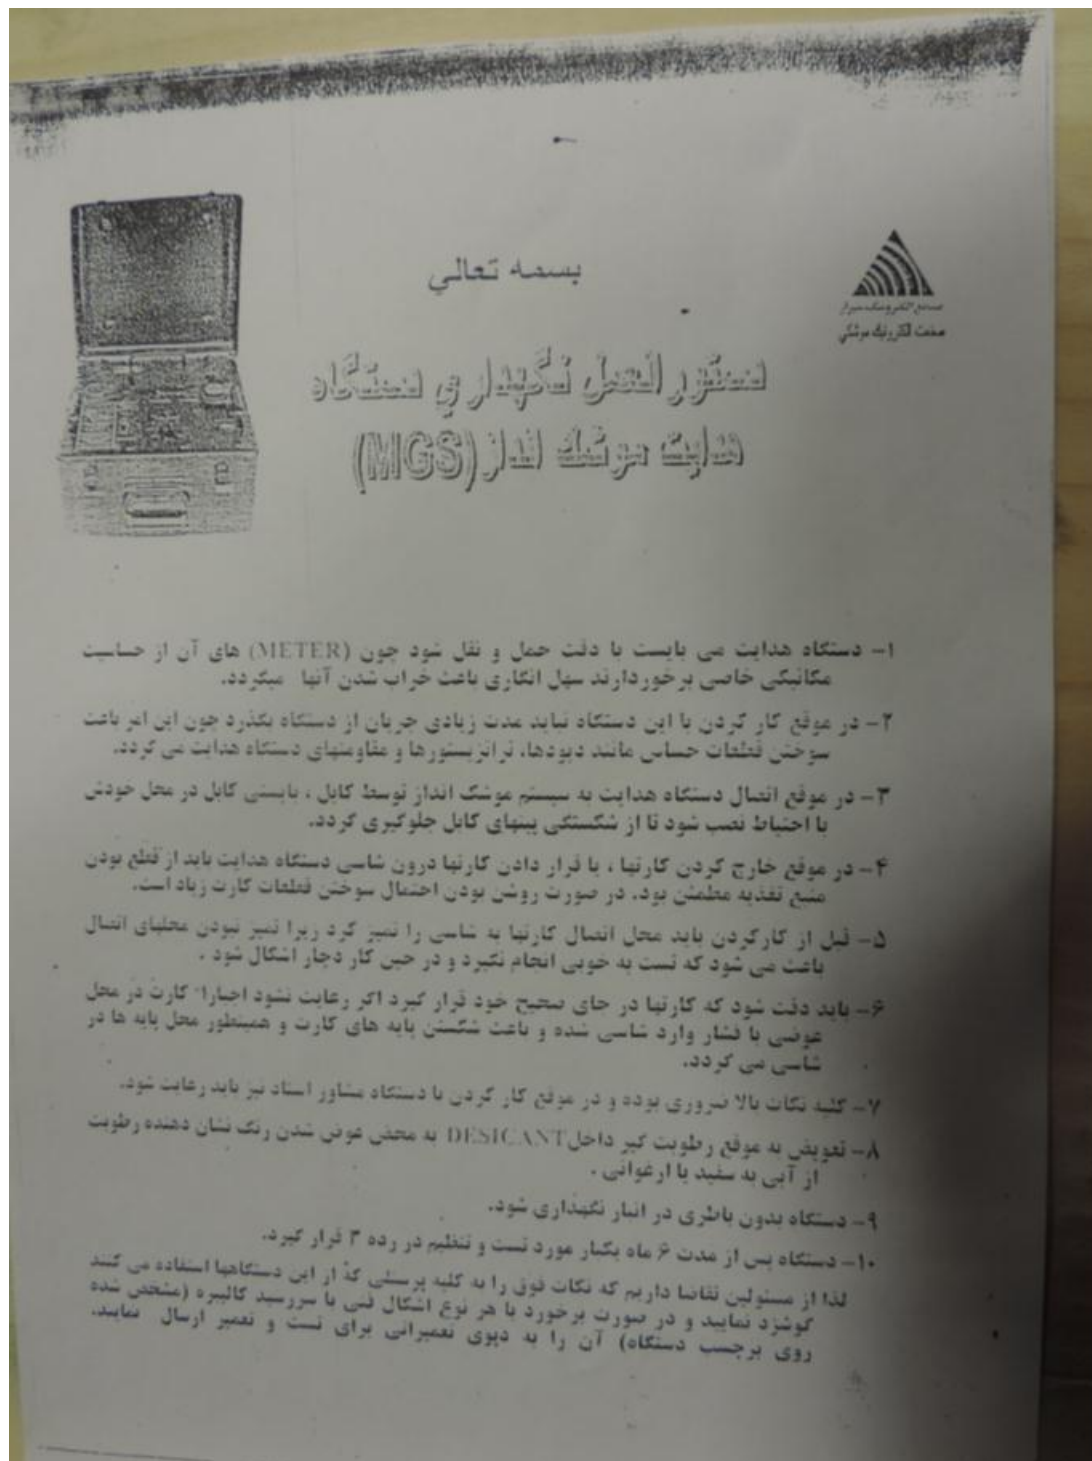 بسمه تعالي
صنایع الکترونیک شیراز
صنعت الکترونیک موشکي
دستور العمل نگهداري دستگاه
هدایت موشک انداز (MGS)
۱- دستگاه هدایت می بایست با دقت حمل و نقل شود چون (METER) های آن از حساسیت
مکانیکی خاصی برخوردارند سهل انگاری باعث خراب شدن آنها میگردد.
۲- در موقع کار کردن با این دستگاه نباید مدت زیادی جریان از دستگاه بگذرد چون این امر باعث
سوختن قطعات حساس مانند دیودها، ترانزیستورها و مقاومتهای دستگاه هدایت می گردد.
۳- در موقع اتصال دستگاه هدایت به سیستم موشک انداز توسط کابل ، بایستی کابل در محل خودش
با احتیاط نصب شود تا از شکستگی پینهای کابل جلوگیری گردد.
۴- در موقع خارج کردن کارتها ، یا قرار دادن کارتها درون شاسی دستگاه هدایت باید از قطع بودن
منبع تغذیه مطمئن بود. در صورت روشن بودن احتمال سوختن قطعات کارت زیاد است.
۵- قبل از کارکردن باید محل اتصال کارتها به شاسی را تمیز کرد زیرا تمیز نبودن محلهای اتصال
باعث می شود که تست به خوبی انجام نگیرد و در حین کار دچار اشکال شود .
۶- باید دقت شود که کارتها در جای صحیح خود قرار گیرد اگر رعایت نشود اجباراً کارت در محل
عوضی با فشار وارد شاسی شده و باعث شکستن پایه های کارت و همینطور محل پایه ها در
شاسی می گردد.
۷- کلیه نکات بالا ضروری بوده و در موقع کار کردن با دستگاه مشاور استاد نیز باید رعایت شود.
۸- تعویض به موقع رطوبت گیر داخل DESICANT به محض عوض شدن رنگ نشان دهنده رطوبت
از آبی به سفید یا ارغوانی .
۹- دستگاه بدون باطری در انبار نگهداری شود.
۱۰- دستگاه پس از مدت ۶ ماه یکبار مورد تست و تنظیم در رده ۳ قرار گیرد.
لذا از مسئولین تقاضا داریم که نکات فوق را به کلیه پرسنلی که از این دستگاهها استفاده می کنند
گوشزد نمایید و در صورت برخورد با هر نوع اشکال فنی یا سررسید کالیبره (مشخص شده
روی برچسب دستگاه) آن را به دپوی تعمیراتی برای تست و تعمیر ارسال نمایند.